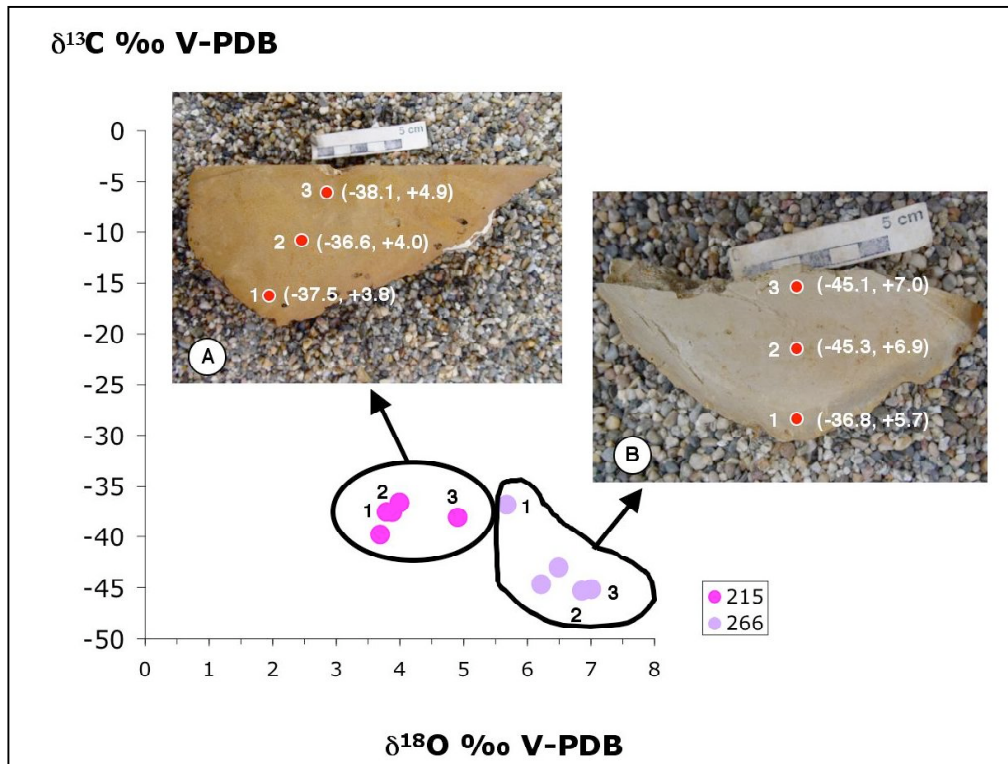 δ¹³C ‰ V-PDB
0
-5
-10
-15
-20
-25
-30
-35
-40
-45
-50
5 cm
3 (-38.1, +4.9)
2 (-36.6, +4.0)
1 (-37.5, +3.8)
A
5 cm
3 (-45.1, +7.0)
2 (-45.3, +6.9)
1 (-36.8, +5.7)
B
2
1 3
1
3
2
215
266
0 1 2 3 4 5 6 7 8
δ¹⁸O ‰ V-PDB